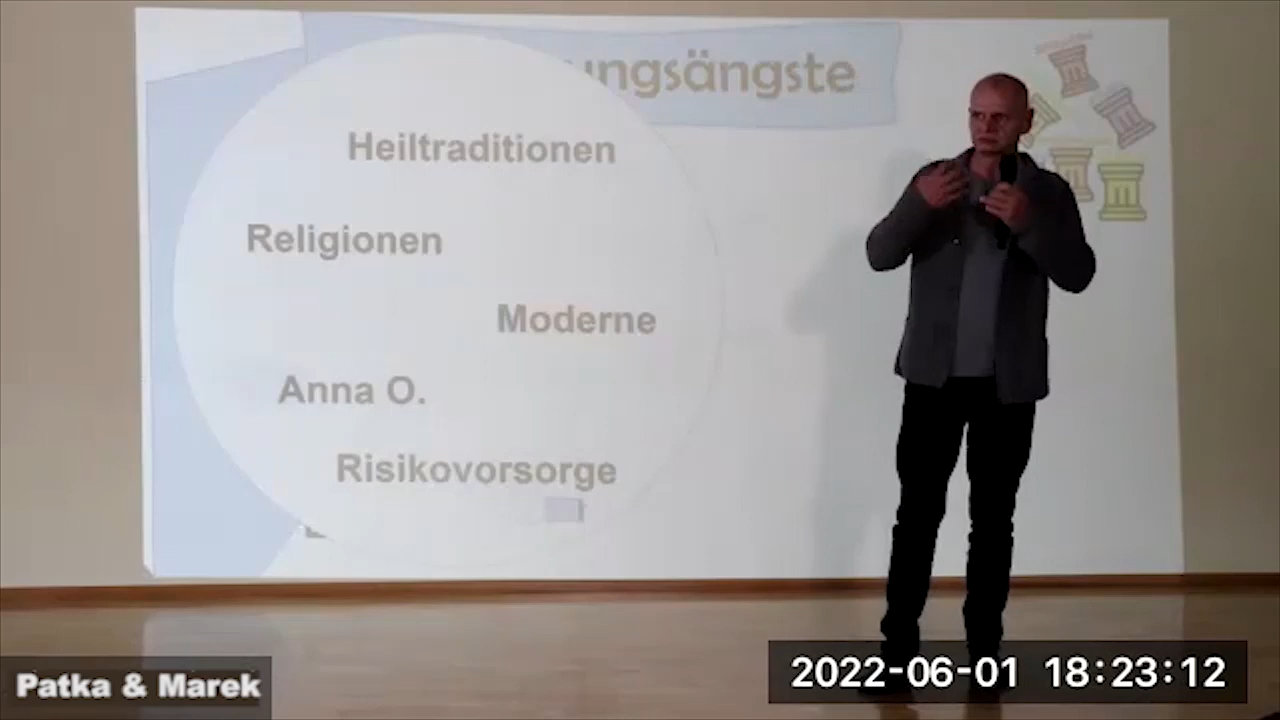 ungsängste
Heiltraditionen
Religionen
Moderne
Anna O.
Risikovorsorge
Patka & Marek
2022-06-01 18:23:12